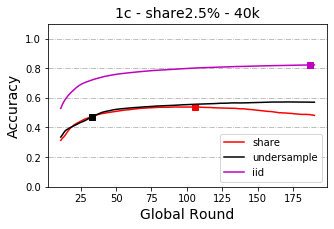 1c - share2.5% - 40k
Accuracy
1.0
0.8
0.6
0.4
0.2
0.0
share
undersample
iid
25 50 75 100 125 150 175
Global Round